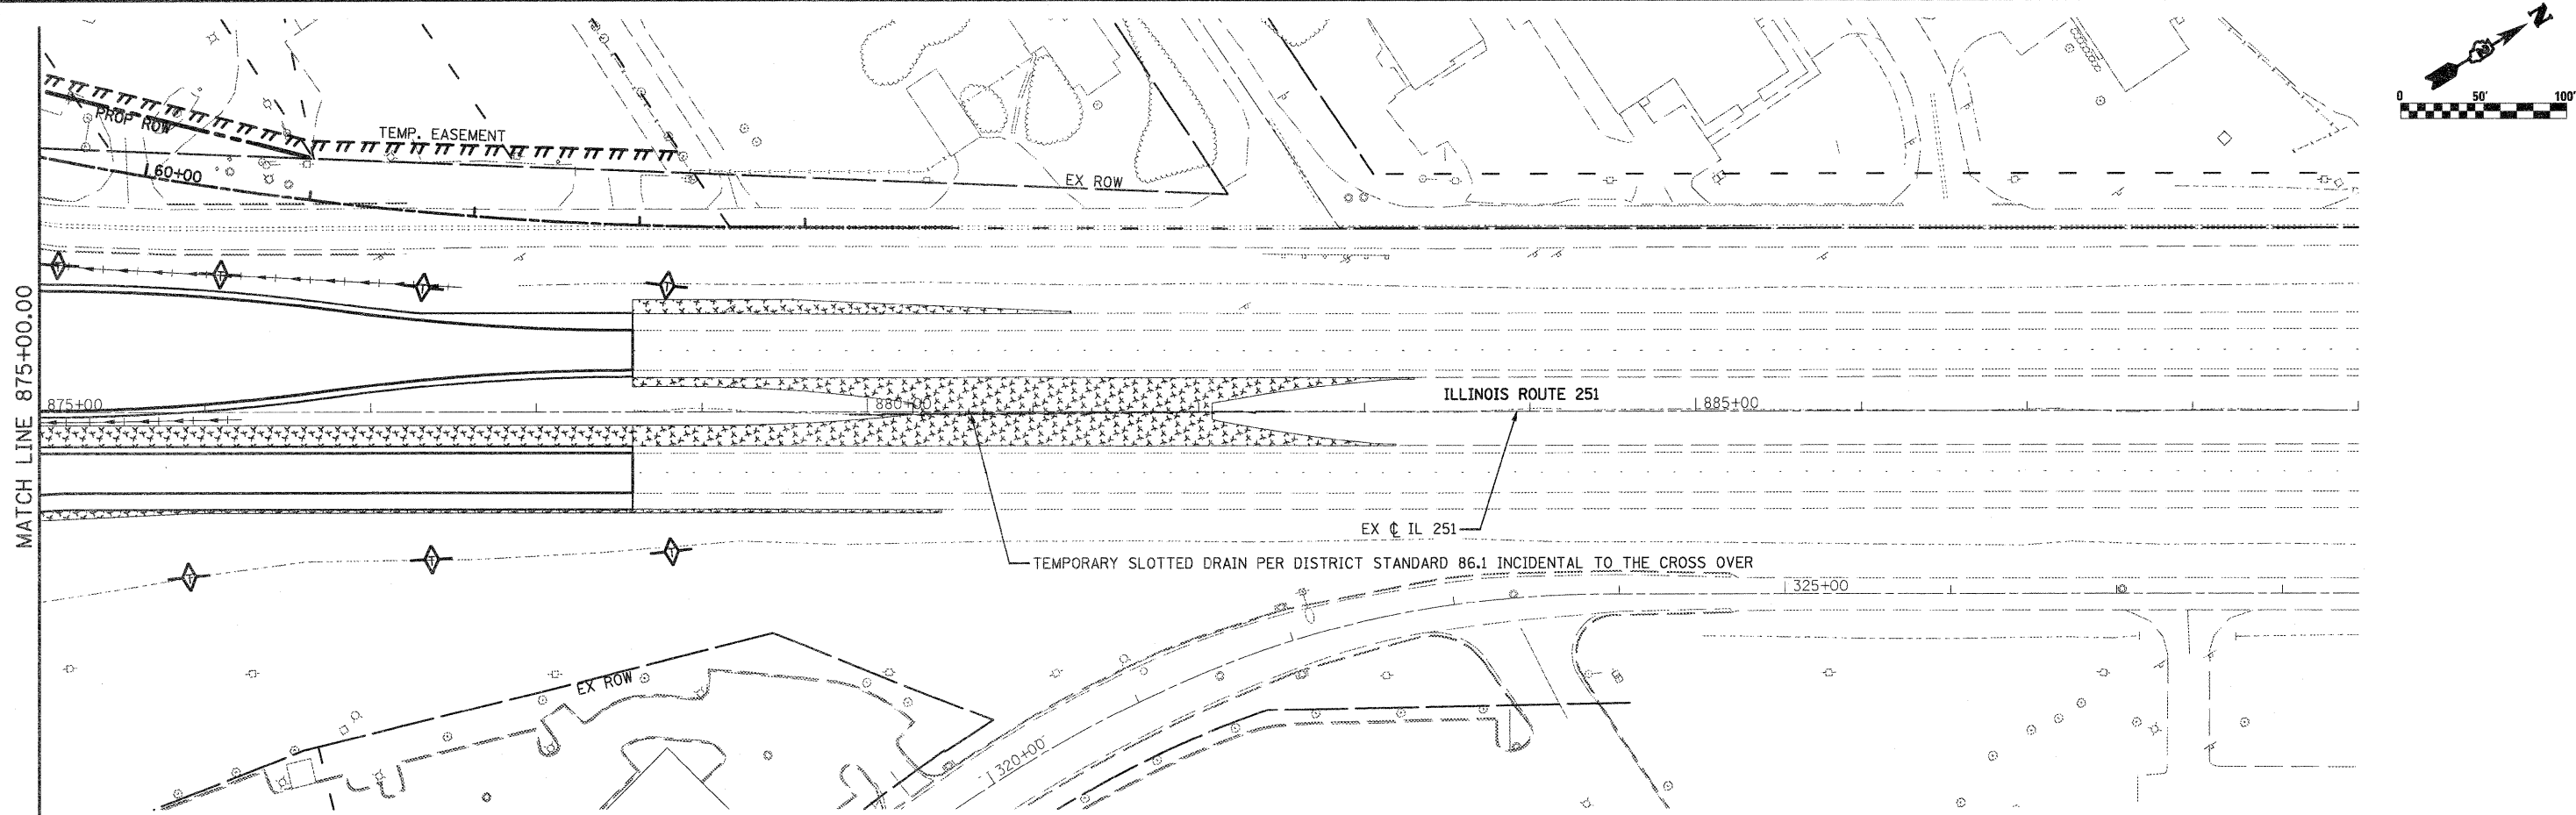 N
0 50' 100'
PROP ROW
TEMP. EASEMENT
60+00
EX ROW
MATCH LINE 875+00.00
875+00
880+00
ILLINOIS ROUTE 251
885+00
EX ℄ IL 251
TEMPORARY SLOTTED DRAIN PER DISTRICT STANDARD 86.1 INCIDENTAL TO THE CROSS OVER
325+00
EX ROW
320+00
T
T
T
T
T
T
T